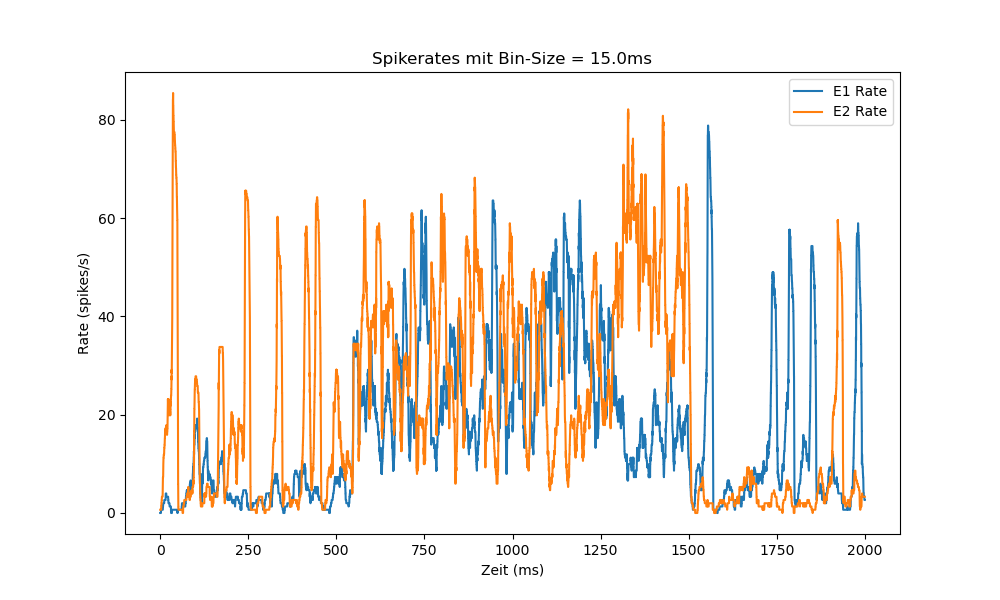 Spikerates mit Bin-Size = 15.0ms
E1 Rate
E2 Rate
Rate (spikes/s)
80
60
40
20
0
0 250 500 750 1000 1250 1500 1750 2000
Zeit (ms)